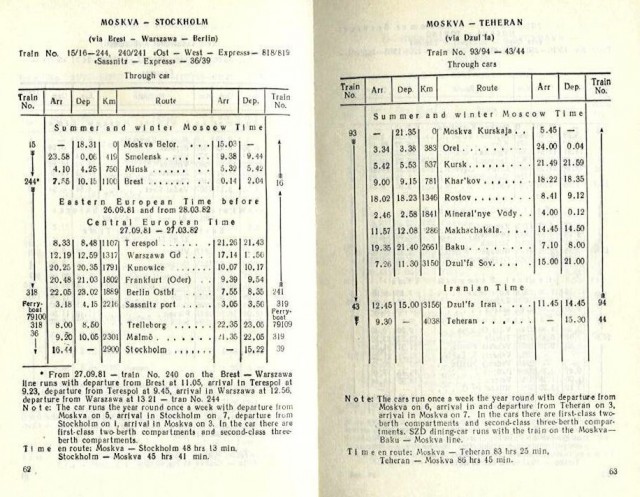 MOSKVA – STOCKHOLM
(via Brest – Warszawa – Berlin)
Train No. 15/16—244, 240/241 «Ost – West – Express» 818/819
«Sassnitz – Express» – 36/39
Through car
Train No. Arr Dep. Km Route Arr Dep. Train No.
Summer and winter Moscow Time
15 — 18.31 0 Moskva Belor. 15.03 —
23.58 0.06 419 Smolensk 9.38 9.44
4.10 4.25 750 Minsk 5.32 5.42
244* 10.15 1100 Brest 0.14 2.04 16
Eastern European Time before
26.09.81 and from 28.03.82
Central European Time
27.09.81 – 27.03.82
8.33 8.48 1107 Terespol 21.26 21.43
12.19 12.59 1317 Warszawa Gd 17.14
20.25 20.35 1791 Kunowice 10.07 10.17
20.48 21.03 1802 Frankfurt (Oder) 9.39 9.54
318 22.05 23.02 1889 Berlin Ostbf. 7.55 8.35 241
Ferry-boat 79100 3.18 4.15 2216 Sassnitz port 3.05 3.56 319 Ferry-boat
318 8.00 8.50 Trelleborg 22.35 23.05 79109
36 9.20 10.05 2301 Malmö 21.35 22.05 319
16.44 — 2900 Stockholm — 15.22 39
* From 27.09.81 — train No. 240 on the Brest — Warszawa
line runs with departure from Brest at 11.05, arrival in Terespol at
9.23, departure from Terespol at 9.45, arrival in Warszawa at 12.56,
departure from Warszawa at 13.21 — tran No. 244
Note: The car runs the year round once a week with departure from
Moskva on 5, arrival in Stockholm on 7, departure from
Stockholm on 1, arrival in Moskva on 3. In the car there are
first-class two-berth compartments and second-class three-
berth compartments.
Time en route: Moskva – Stockholm 48 hrs 13 min.
Stockholm – Moskva 45 hrs 41 min.
62
MOSKVA – TEHERAN
(via Dzul'fa)
Train No. 93/94 – 43/44
Through cars
Train No. Arr. Dep. Km Route Arr. Dep. Train No.
Summer and winter Moscow Time
93 — 21.35 0 Moskva Kurskaja 5.45 —
3.34 3.38 383 Orel 24.00 0.04
5.42 5.53 537 Kursk 21.49 21.59
9.00 9.15 781 Khar'kov 18.22 18.35
18.02 18.23 1346 Rostov 8.41 9.12
2.46 2.58 1841 Mineral'nye Vody 4.00 0.12
11.57 12.08 286 Makhachkala 14.45 14.50
19.35 21.40 2661 Baku 7.10 8.00
7.26 11.30 3150 Dzul'fa Sov. 15.00 21.00
Iranian Time
43 12.45 15.00 3156 Dzul'fa Iran 11.45 14.45 94
9.30 — 4038 Teheran — 15.30 44
Note: The cars run once a week the year round with departure from
Moskva on 6, arrival in and departure from Teheran on 3,
arrival in Moskva on 7. In the cars there are first-class two-
berth compartments and second-class three-berth compar-
tments. SZD dining-car runs with the train on the Moskva—
Baku — Moskva line.
Time en route: Moskva – Teheran 83 hrs 25 min,
Teheran – Moskva 86 hrs 45 min.
63